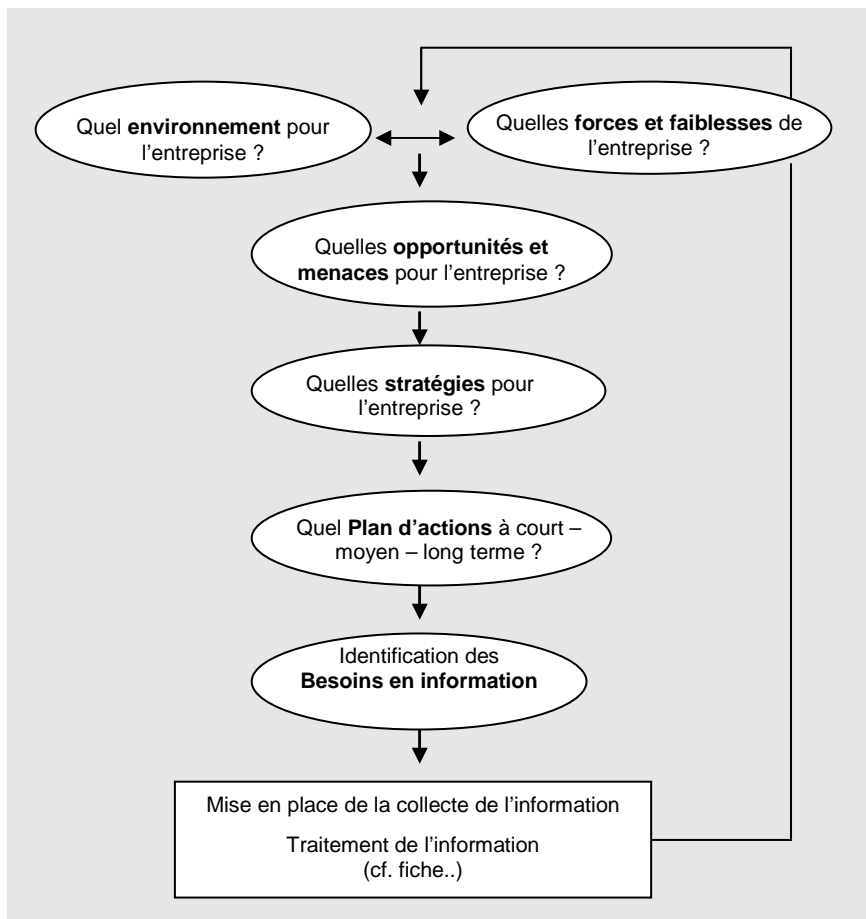 Quel environnement pour
l'entreprise ?
Quelles forces et faiblesses de
l'entreprise ?
Quelles opportunités et
menaces pour l'entreprise ?
Quelles stratégies pour
l'entreprise ?
Quel Plan d'actions à court –
moyen – long terme ?
Identification des
Besoins en information
Mise en place de la collecte de l'information
Traitement de l'information
(cf. fiche..)